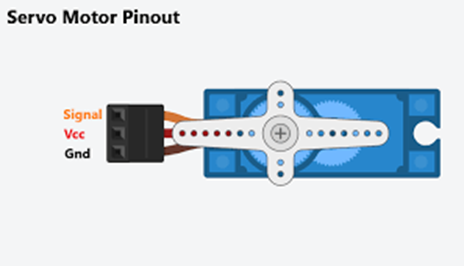 Servo Motor Pinout
Signal
Vcc
Gnd